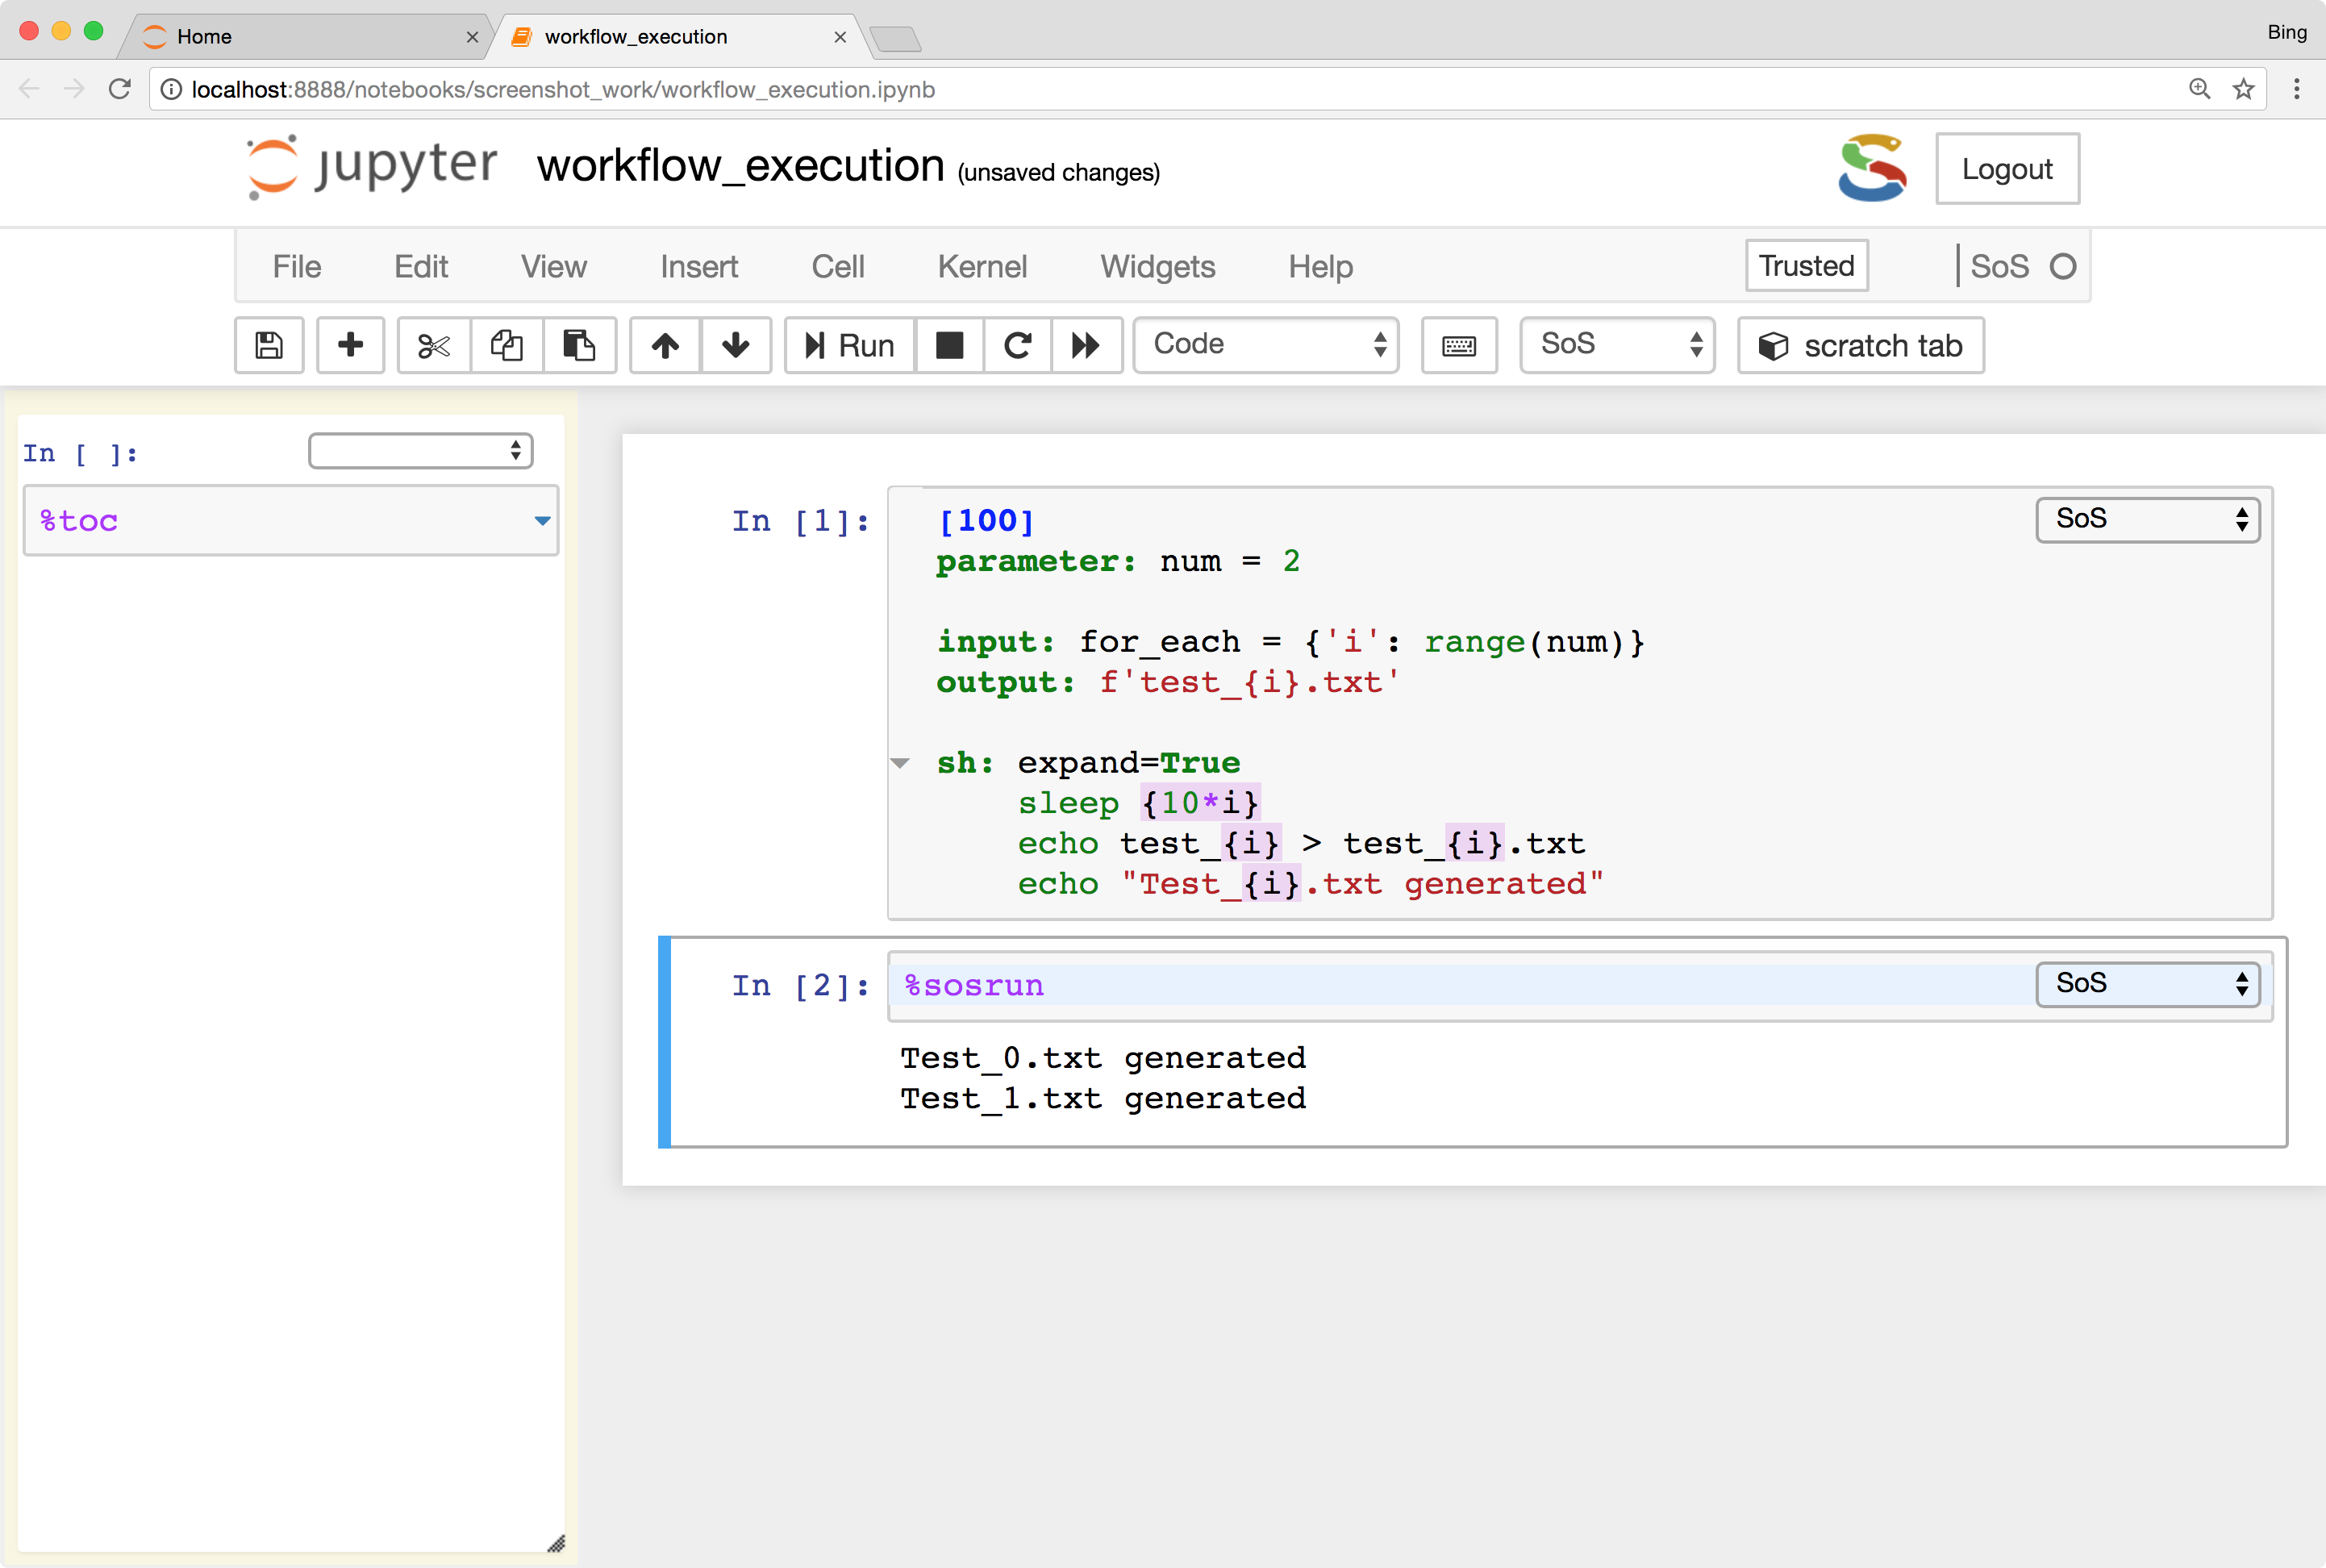 Home
workflow_execution
Bing
localhost:8888/notebooks/screenshot_work/workflow_execution.ipynb
jupyter workflow_execution (unsaved changes)
Logout
File Edit View Insert Cell Kernel Widgets Help Trusted SoS
Run Code SoS scratch tab
In [ ]:
%toc
In [1]: [100] SoS
parameter: num = 2
input: for_each = {'i': range(num)}
output: f'test_{i}.txt'
sh: expand=True
sleep {10*i}
echo test_{i} > test_{i}.txt
echo "Test_{i}.txt generated"
In [2]: %sosrun SoS
Test_0.txt generated
Test_1.txt generated